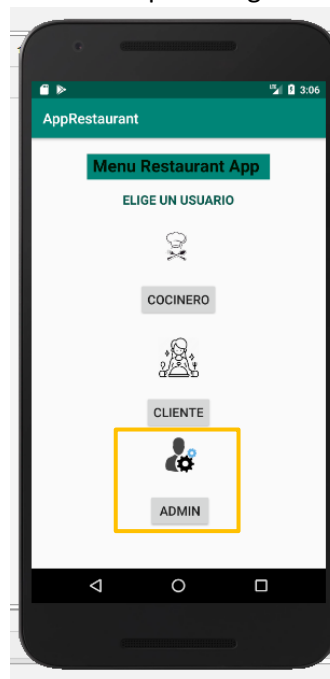 3:06
AppRestaurant
Menu Restaurant App
ELIGE UN USUARIO
COCINERO
CLIENTE
ADMIN